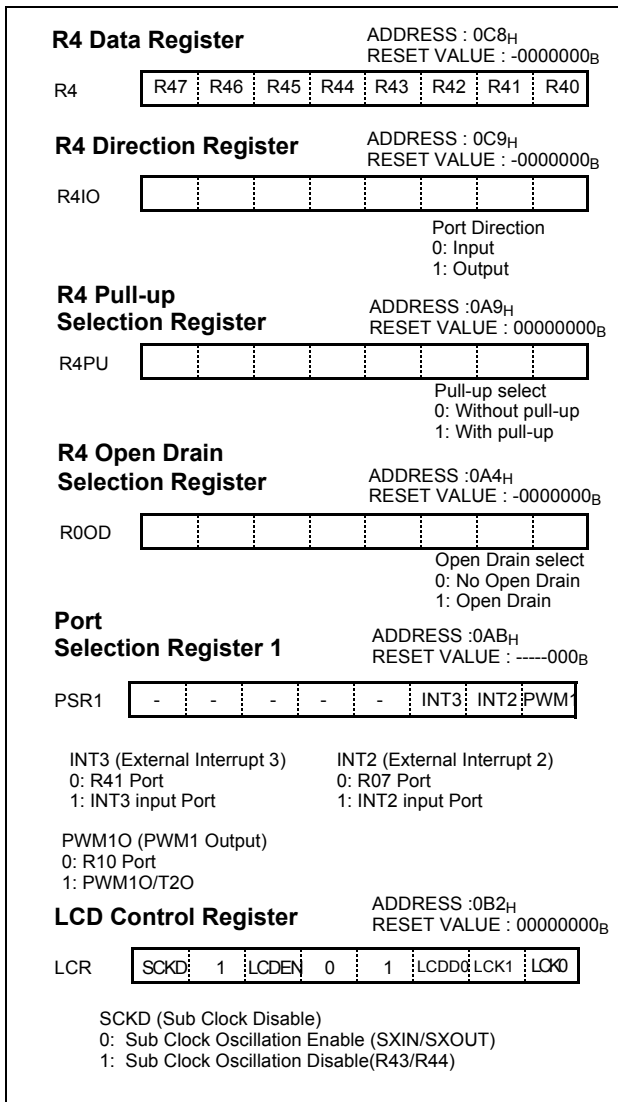 R4 Data Register
ADDRESS : 0C8H
RESET VALUE : -0000000B
R4 R47 R46 R45 R44 R43 R42 R41 R40
R4 Direction Register
ADDRESS : 0C9H
RESET VALUE : -0000000B
R4IO
Port Direction
0: Input
1: Output
R4 Pull-up
Selection Register
ADDRESS :0A9H
RESET VALUE : 00000000B
R4PU
Pull-up select
0: Without pull-up
1: With pull-up
R4 Open Drain
Selection Register
ADDRESS :0A4H
RESET VALUE : -0000000B
R0OD
Open Drain select
0: No Open Drain
1: Open Drain
Port
Selection Register 1
ADDRESS :0ABH
RESET VALUE : -----000B
PSR1 - - - - - INT3 INT2 PWM1
INT3 (External Interrupt 3)
0: R41 Port
1: INT3 input Port
INT2 (External Interrupt 2)
0: R07 Port
1: INT2 input Port
PWM1O (PWM1 Output)
0: R10 Port
1: PWM1O/T2O
LCD Control Register
ADDRESS :0B2H
RESET VALUE : 00000000B
LCR SCKD 1 LCDEN 0 1 LCDD0 LCK1 LCK0
SCKD (Sub Clock Disable)
0: Sub Clock Oscillation Enable (SXIN/SXOUT)
1: Sub Clock Oscillation Disable(R43/R44)